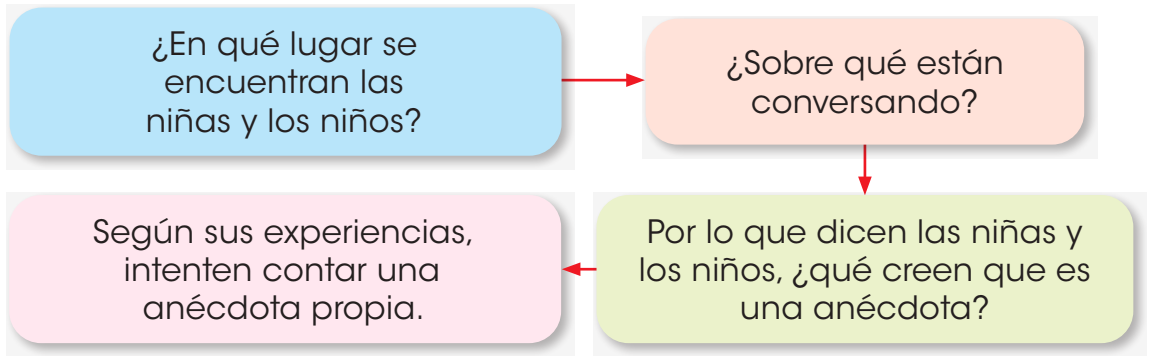 ¿En qué lugar se
encuentran las
niñas y los niños?
¿Sobre qué están
conversando?
Por lo que dicen las niñas y
los niños, ¿qué creen que es
una anécdota?
Según sus experiencias,
intenten contar una
anécdota propia.